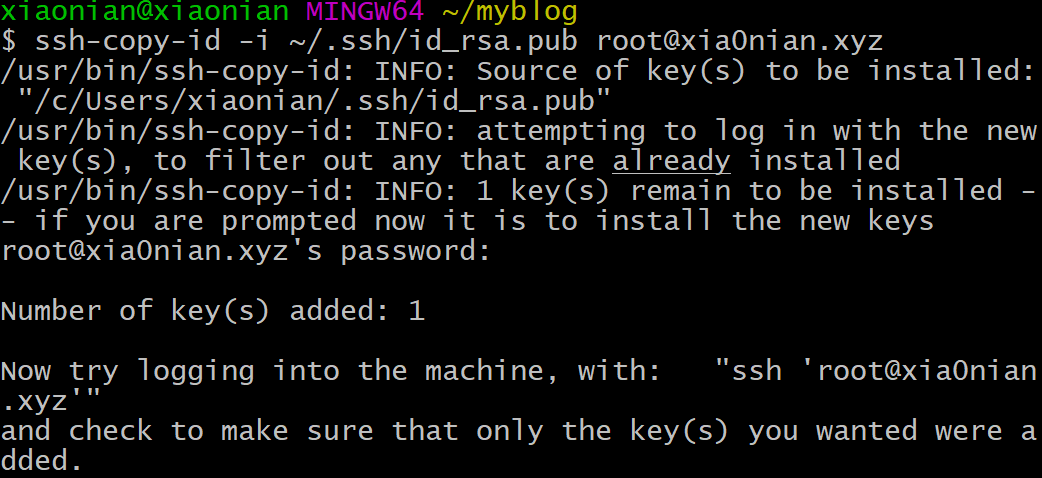 xiaonian@xiaonian MINGW64 ~/myblog
$ ssh-copy-id -i ~/.ssh/id_rsa.pub root@xia0nian.xyz
/usr/bin/ssh-copy-id: INFO: Source of key(s) to be installed:
 "/c/Users/xiaonian/.ssh/id_rsa.pub"
/usr/bin/ssh-copy-id: INFO: attempting to log in with the new
 key(s), to filter out any that are already installed
/usr/bin/ssh-copy-id: INFO: 1 key(s) remain to be installed -
- if you are prompted now it is to install the new keys
root@xia0nian.xyz's password:
Number of key(s) added: 1
Now try logging into the machine, with:   "ssh 'root@xia0nian
.xyz'"
and check to make sure that only the key(s) you wanted were a
dded.